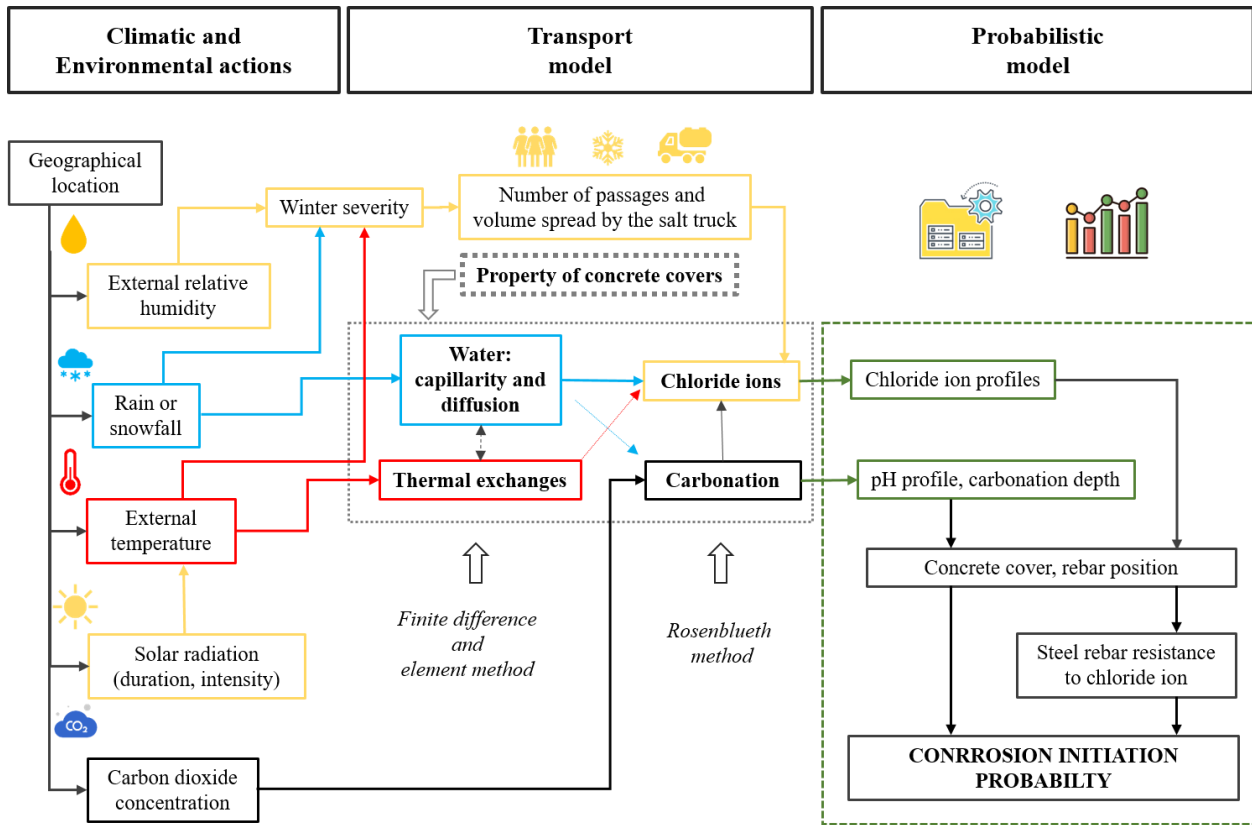 Climatic and
Environmental actions
Transport
model
Probabilistic
model
Geographical
location
Winter severity
Number of passages and
volume spread by the salt truck
External relative
humidity
Property of concrete covers
Rain or
snowfall
Water:
capillarity and
diffusion
Chloride ions
Chloride ion profiles
Thermal exchanges
Carbonation
pH profile, carbonation depth
External
temperature
Concrete cover, rebar position
Finite difference
and
element method
Rosenblueth
method
Solar radiation
(duration, intensity)
Steel rebar resistance
to chloride ion
CO2
Carbon dioxide
concentration
CONRROSION INITIATION
PROBABILTY